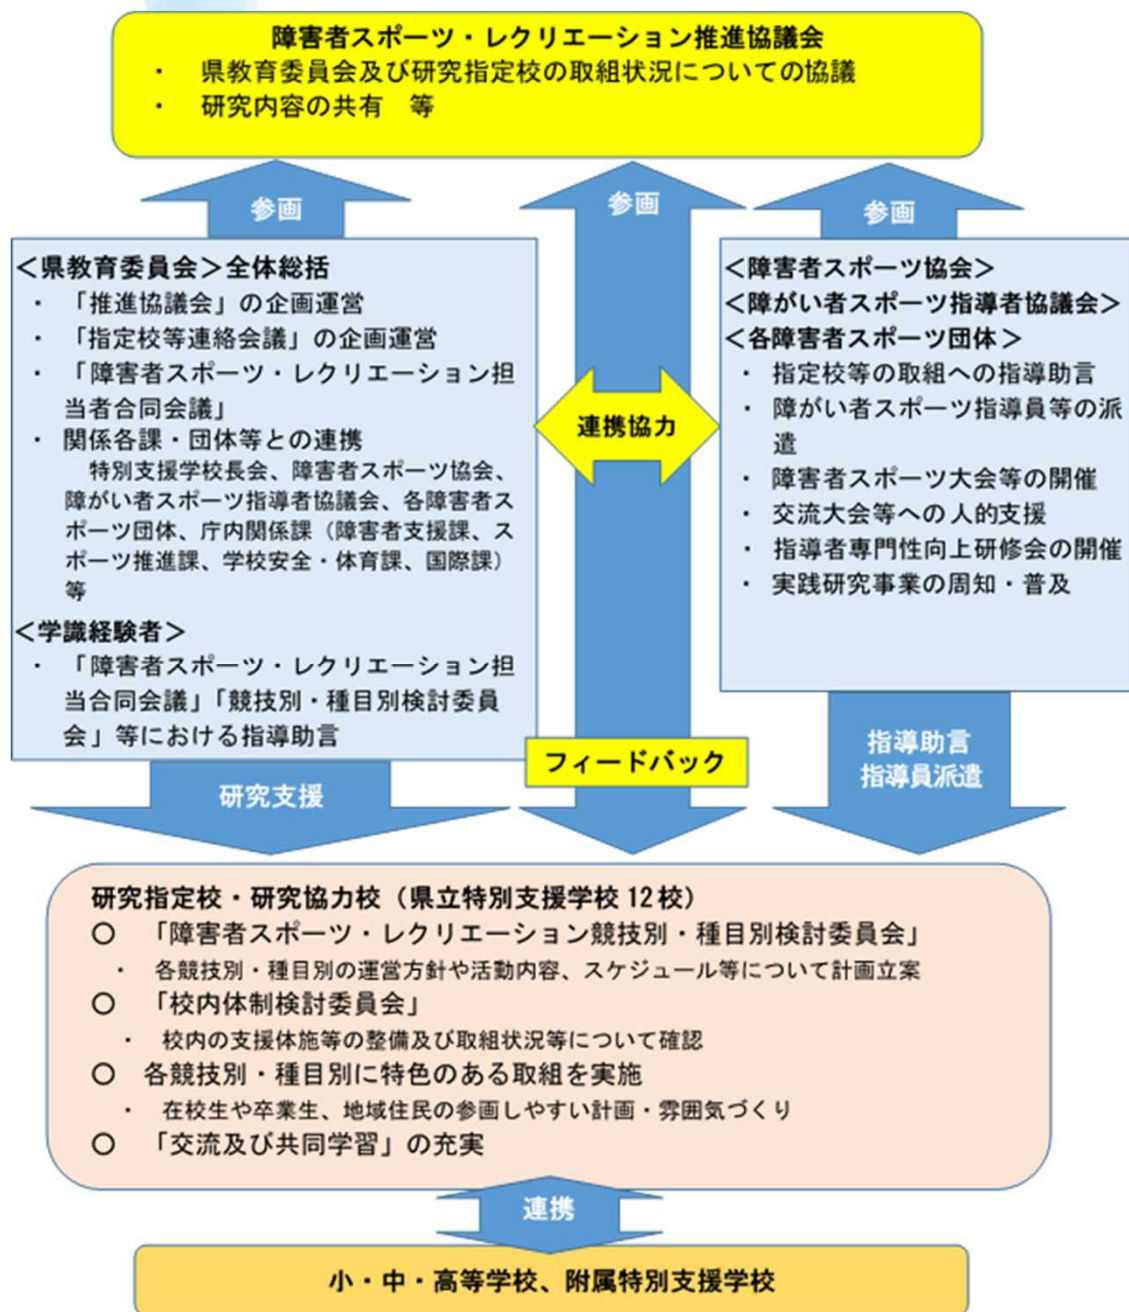 障害者スポーツ・レクリエーション推進協議会
・ 県教育委員会及び研究指定校の取組状況についての協議
・ 研究内容の共有 等
参画
参画
参画
<県教育委員会>全体総括
・ 「推進協議会」の企画運営
・ 「指定校等連絡会議」の企画運営
・ 「障害者スポーツ・レクリエーション担
当者合同会議」
・ 関係各課・団体等との連携
特別支援学校長会、障害者スポーツ協会、
障がい者スポーツ指導者協議会、各障害者ス
ポーツ団体、庁内関係課(障害者支援課、ス
ポーツ推進課、学校安全・体育課、国際課)
等
<学識経験者>
・ 「障害者スポーツ・レクリエーション担
当合同会議」「競技別・種目別検討委員
会」等における指導助言
連携協力
<障害者スポーツ協会>
<障がい者スポーツ指導者協議会>
<各障害者スポーツ団体>
・ 指定校等の取組への指導助言
・ 障がい者スポーツ指導員等の派
遣
・ 障害者スポーツ大会等の開催
・ 交流大会等への人的支援
・ 指導者専門性向上研修会の開催
・ 実践研究事業の周知・普及
研究支援
フィードバック
指導助言
指導員派遣
研究指定校・研究協力校(県立特別支援学校 12 校)
〇 「障害者スポーツ・レクリエーション競技別・種目別検討委員会」
・ 各競技別・種目別の運営方針や活動内容、スケジュール等について計画立案
〇 「校内体制検討委員会」
・ 校内の支援体施等の整備及び取組状況等について確認
〇 各競技別・種目別に特色のある取組を実施
・ 在校生や卒業生、地域住民の参画しやすい計画・雰囲気づくり
〇 「交流及び共同学習」の充実
連携
小・中・高等学校、附属特別支援学校